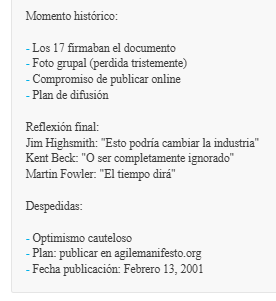 Momento histórico:
- Los 17 firmaban el documento
- Foto grupal (perdida tristemente)
- Compromiso de publicar online
- Plan de difusión
Reflexión final:
Jim Highsmith: "Esto podría cambiar la industria"
Kent Beck: "O ser completamente ignorado"
Martin Fowler: "El tiempo dirá"
Despedidas:
- Optimismo cauteloso
- Plan: publicar en agilemanifesto.org
- Fecha publicación: Febrero 13, 2001